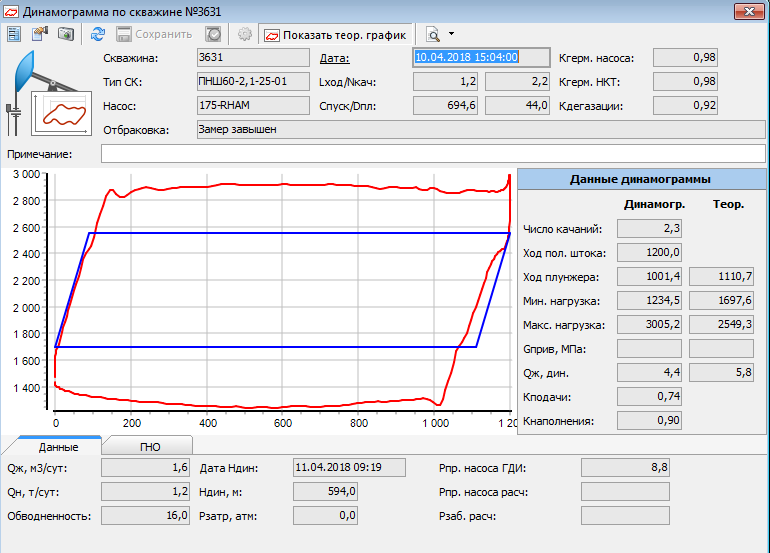 Динамограмма по скважине №3631
Сохранить Показать теор. график
Скважина: 3631 Дата: 10.04.2018 15:04:00 Кгерм. насоса: 0,98
Тип СК: ПНШ60-2,1-25-01 Lход/Nкач: 1,2 2,2 Кгерм. НКТ: 0,98
Насос: 175-RHAM Спуск/Dпл: 694,6 44,0 Кдегазации: 0,92
Отбраковка: Замер завышен
Примечание:
3 000
2 800
2 600
2 400
2 200
2 000
1 800
1 600
1 400
0 200 400 600 800 1 000 1 20
Данные динамограммы
Динамогр. Теор.
Число качаний: 2,3
Ход пол. штока: 1200,0
Ход плунжера: 1001,4 1110,7
Мин. нагрузка: 1234,5 1697,6
Макс. нагрузка: 3005,2 2549,3
Gприв, МПа:
Qж, дин. 4,4 5,8
Кподачи: 0,74
Кнаполнения: 0,90
Данные ГНО
Qж, м3/сут: 1,6 Дата Hдин: 11.04.2018 09:19 Рпр. насоса ГДИ: 8,8
Qн, т/сут: 1,2 Hдин, м: 594,0 Рпр. насоса расч:
Обводненность: 16,0 Рзатр, атм: 0,0 Рзаб. расч: